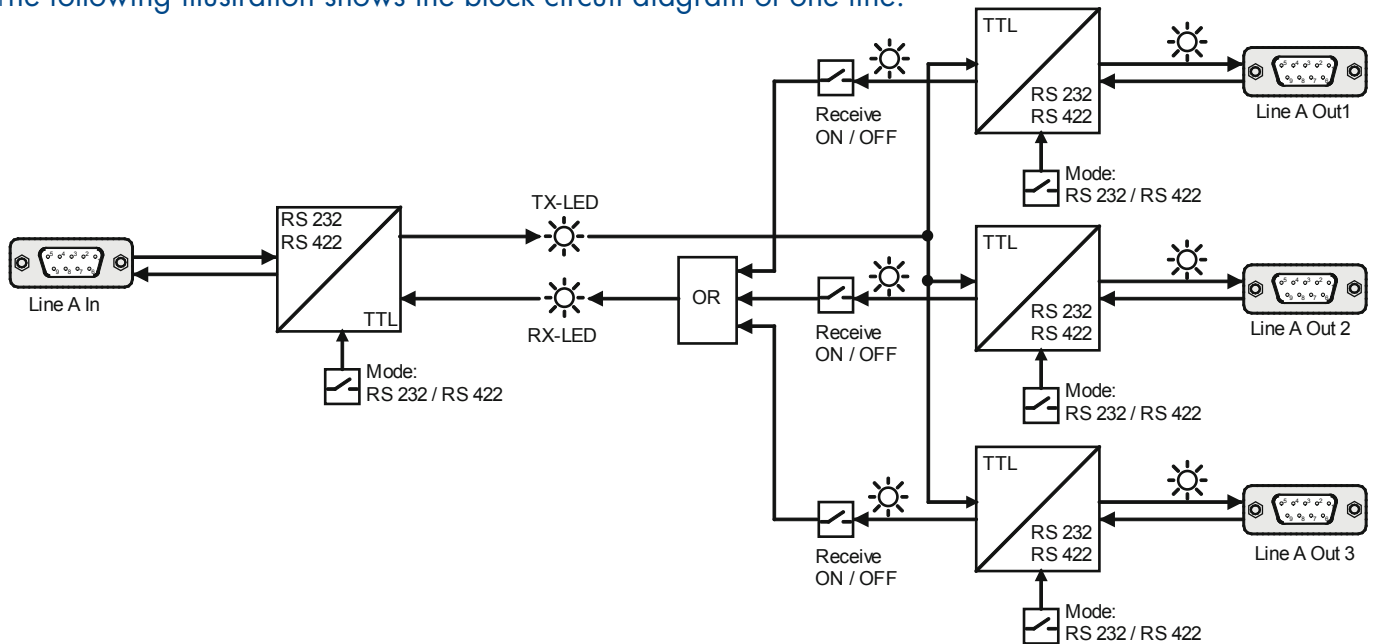 The following illustration shows the block circuit diagram of one line:
TTL
RS 232
RS 422
Line A Out1
Receive
ON / OFF
Mode:
RS 232 / RS 422
RS 232
RS 422
TTL
Line A In
Mode:
RS 232 / RS 422
TX-LED
RX-LED
OR
TTL
RS 232
RS 422
Line A Out 2
Receive
ON / OFF
Mode:
RS 232 / RS 422
TTL
RS 232
RS 422
Line A Out 3
Receive
ON / OFF
Mode:
RS 232 / RS 422